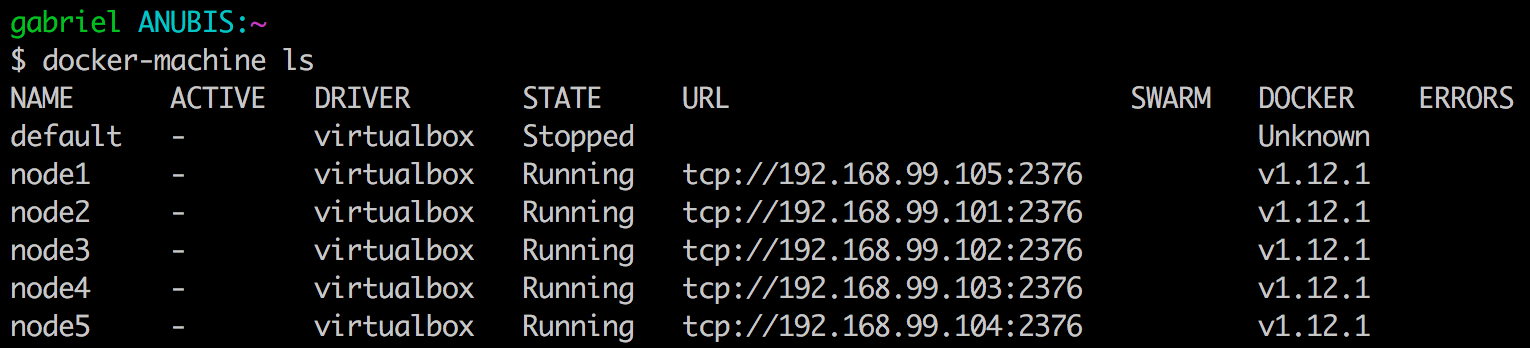 gabriel ANUBIS:~
$ docker-machine ls
NAME      ACTIVE   DRIVER       STATE     URL                         SWARM   DOCKER    ERRORS
default   -        virtualbox   Stopped                                       Unknown
node1     -        virtualbox   Running   tcp://192.168.99.105:2376           v1.12.1
node2     -        virtualbox   Running   tcp://192.168.99.101:2376           v1.12.1
node3     -        virtualbox   Running   tcp://192.168.99.102:2376           v1.12.1
node4     -        virtualbox   Running   tcp://192.168.99.103:2376           v1.12.1
node5     -        virtualbox   Running   tcp://192.168.99.104:2376           v1.12.1